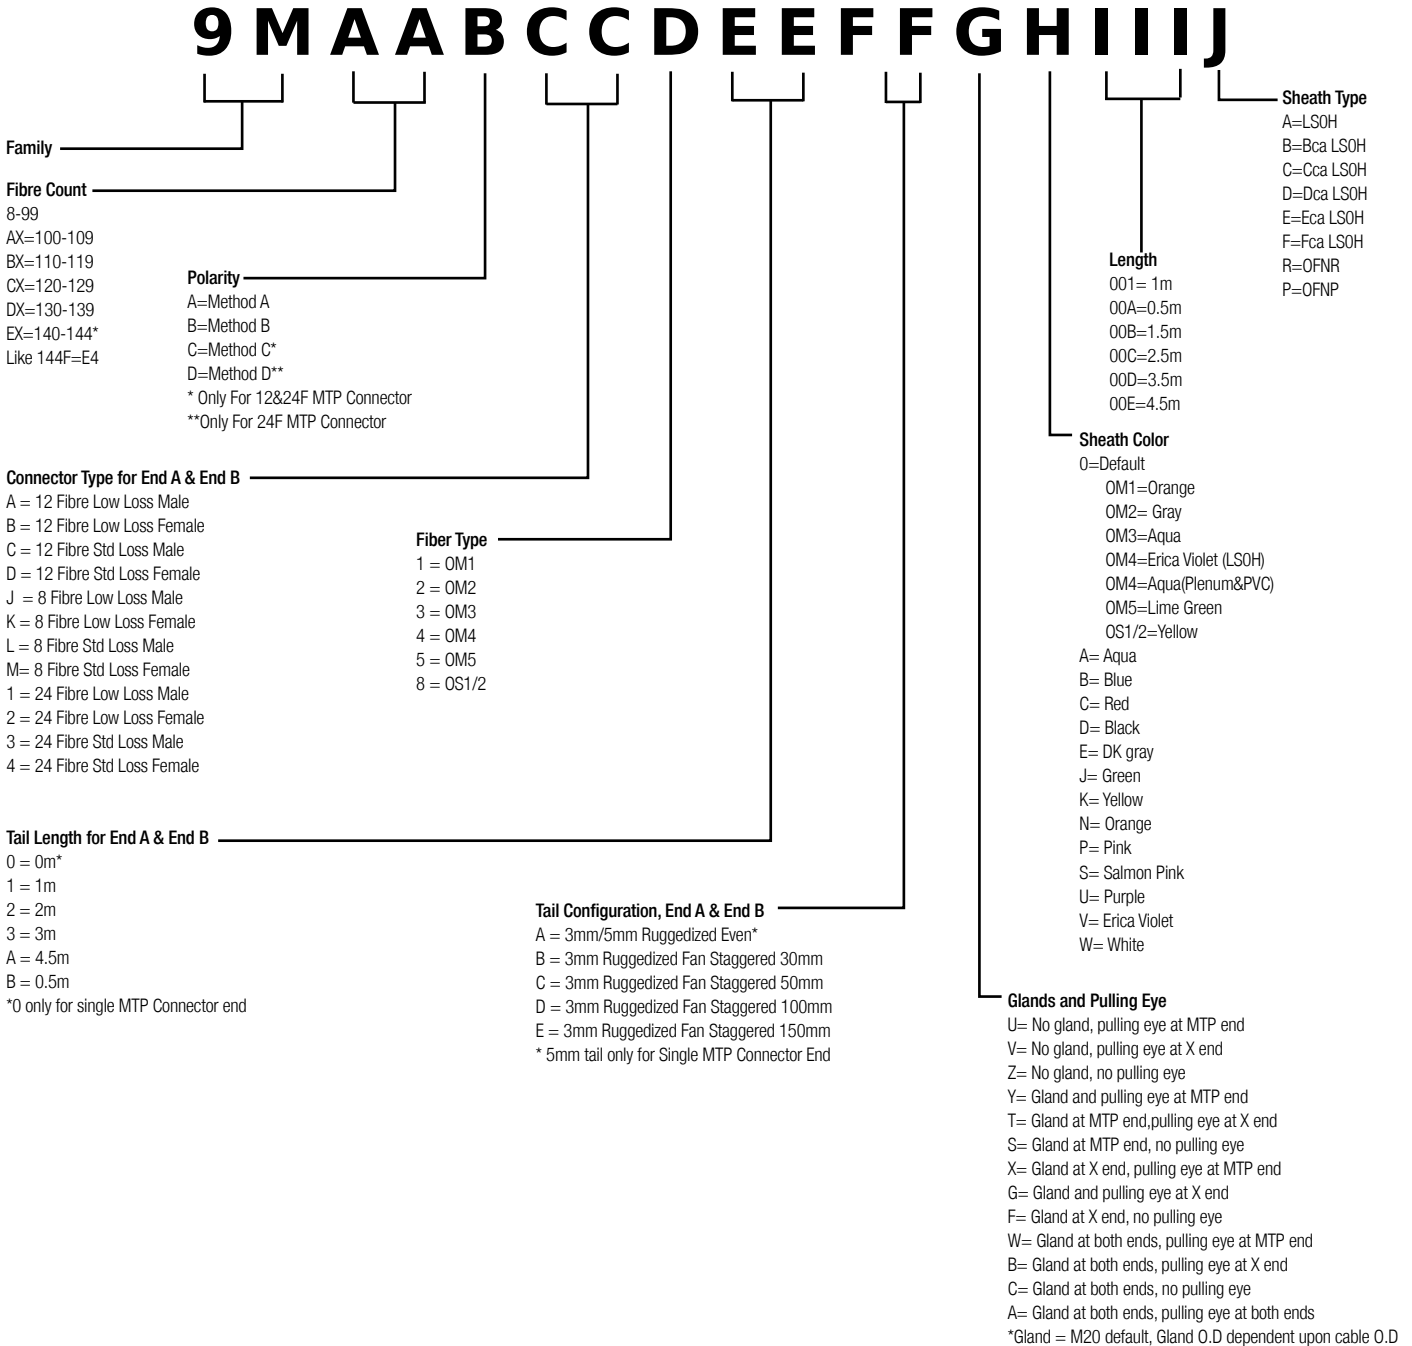 9MAABCCDEEFFGHIIIJ
Family
Fibre Count
8-99
AX=100-109
BX=110-119
CX=120-129
DX=130-139
EX=140-144*
Like 144F=E4
Polarity
A=Method A
B=Method B
C=Method C*
D=Method D**
* Only For 12&24F MTP Connector
**Only For 24F MTP Connector
Connector Type for End A & End B
A = 12 Fibre Low Loss Male
B = 12 Fibre Low Loss Female
C = 12 Fibre Std Loss Male
D = 12 Fibre Std Loss Female
J = 8 Fibre Low Loss Male
K = 8 Fibre Low Loss Female
L = 8 Fibre Std Loss Male
M= 8 Fibre Std Loss Female
1 = 24 Fibre Low Loss Male
2 = 24 Fibre Low Loss Female
3 = 24 Fibre Std Loss Male
4 = 24 Fibre Std Loss Female
Fiber Type
1 = OM1
2 = OM2
3 = OM3
4 = OM4
5 = OM5
8 = OS1/2
Tail Length for End A & End B
0 = 0m*
1 = 1m
2 = 2m
3 = 3m
A = 4.5m
B = 0.5m
*0 only for single MTP Connector end
Tail Configuration, End A & End B
A = 3mm/5mm Ruggedized Even*
B = 3mm Ruggedized Fan Staggered 30mm
C = 3mm Ruggedized Fan Staggered 50mm
D = 3mm Ruggedized Fan Staggered 100mm
E = 3mm Ruggedized Fan Staggered 150mm
* 5mm tail only for Single MTP Connector End
Glands and Pulling Eye
U= No gland, pulling eye at MTP end
V= No gland, pulling eye at X end
Z= No gland, no pulling eye
Y= Gland and pulling eye at MTP end
T= Gland at MTP end,pulling eye at X end
S= Gland at MTP end, no pulling eye
X= Gland at X end, pulling eye at MTP end
G= Gland and pulling eye at X end
F= Gland at X end, no pulling eye
W= Gland at both ends, pulling eye at MTP end
B= Gland at both ends, pulling eye at X end
C= Gland at both ends, no pulling eye
A= Gland at both ends, pulling eye at both ends
*Gland = M20 default, Gland O.D dependent upon cable O.D
Sheath Color
0=Default
OM1=Orange
OM2= Gray
OM3=Aqua
OM4=Erica Violet (LS0H)
OM4=Aqua(Plenum&PVC)
OM5=Lime Green
OS1/2=Yellow
A= Aqua
B= Blue
C= Red
D= Black
E= DK gray
J= Green
K= Yellow
N= Orange
P= Pink
S= Salmon Pink
U= Purple
V= Erica Violet
W= White
Length
001= 1m
00A=0.5m
00B=1.5m
00C=2.5m
00D=3.5m
00E=4.5m
Sheath Type
A=LS0H
B=Bca LS0H
C=Cca LS0H
D=Dca LS0H
E=Eca LS0H
F=Fca LS0H
R=OFNR
P=OFNP